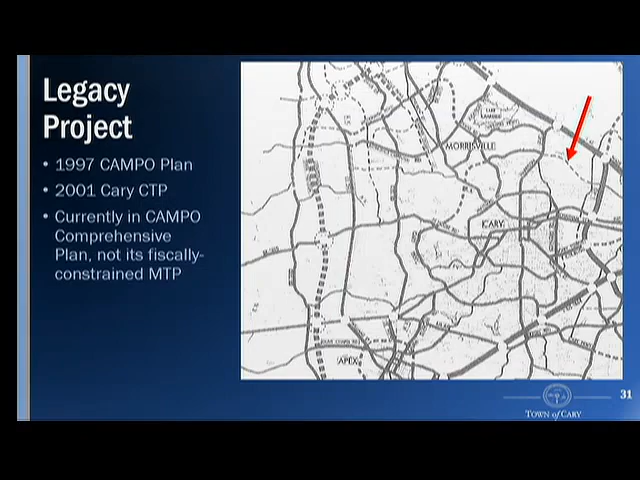 Legacy
Project
• 1997 CAMPO Plan
• 2001 Cary CTP
• Currently in CAMPO
Comprehensive
Plan, not its fiscally-
constrained MTP
MORRISVILLE
CARY
APEX
31
TOWN of CARY